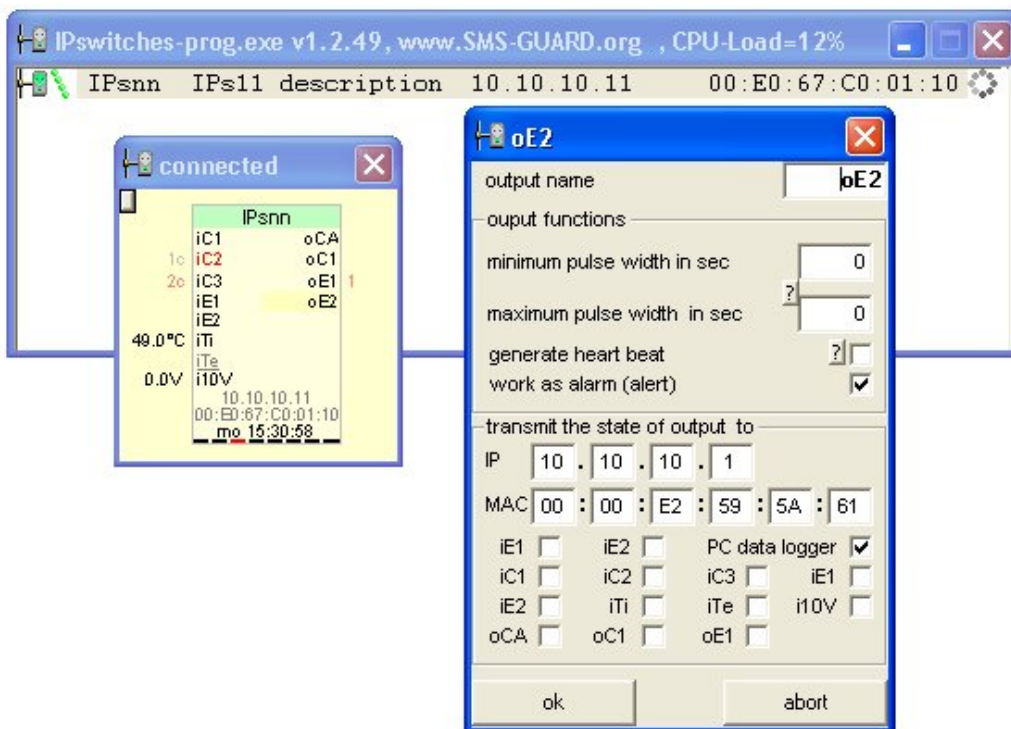 IPswitches-prog.exe v1.2.49, www.SMS-GUARD.org , CPU-Load=12%
IPsnn IPs11 description 10.10.10.11 00:E0:67:C0:01:10
connected
IPsnn
iC1 oCA
1c iC2 oC1
2c iC3 oE1 1
iE1 oE2
iE2
49.0°C iTi
iTe
0.0V i10V
10.10.10.11
00:E0:67:C0:01:10
mo 15:30:58
oE2
output name oE2
ouput functions
minimum pulse width in sec 0
?
maximum pulse width in sec 0
generate heart beat ?
work as alarm (alert)
transmit the state of output to
IP 10 . 10 . 10 . 1
MAC 00 : 00 : E2 : 59 : 5A : 61
iE1 iE2 PC data logger
iC1 iC2 iC3 iE1
iE2 iTi iTe i10V
oCA oC1 oE1
ok abort